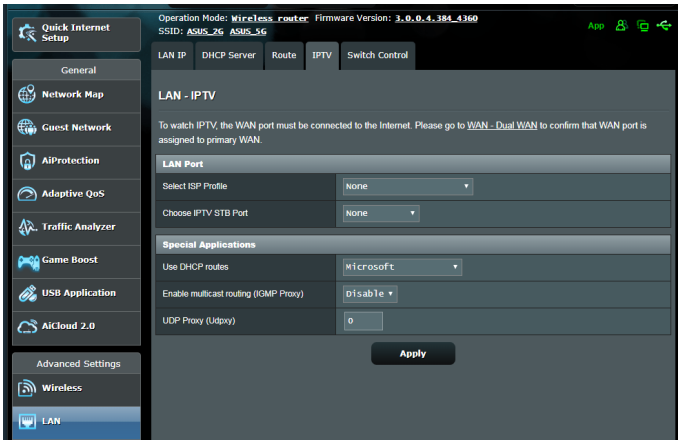 Operation Mode: Wireless router Firmware Version: 3.0.0.4.384_4360
SSID: ASUS_2G ASUS_5G
App
Quick Internet
Setup
General
Network Map
Guest Network
AiProtection
Adaptive QoS
Traffic Analyzer
Game Boost
USB Application
AiCloud 2.0
Advanced Settings
Wireless
LAN
LAN IP DHCP Server Route IPTV Switch Control
LAN - IPTV
To watch IPTV, the WAN port must be connected to the Internet. Please go to WAN - Dual WAN to confirm that WAN port is
assigned to primary WAN.
LAN Port
Select ISP Profile None
Choose IPTV STB Port None
Special Applications
Use DHCP routes Microsoft
Enable multicast routing (IGMP Proxy) Disable
UDP Proxy (Udpxy) 0
Apply